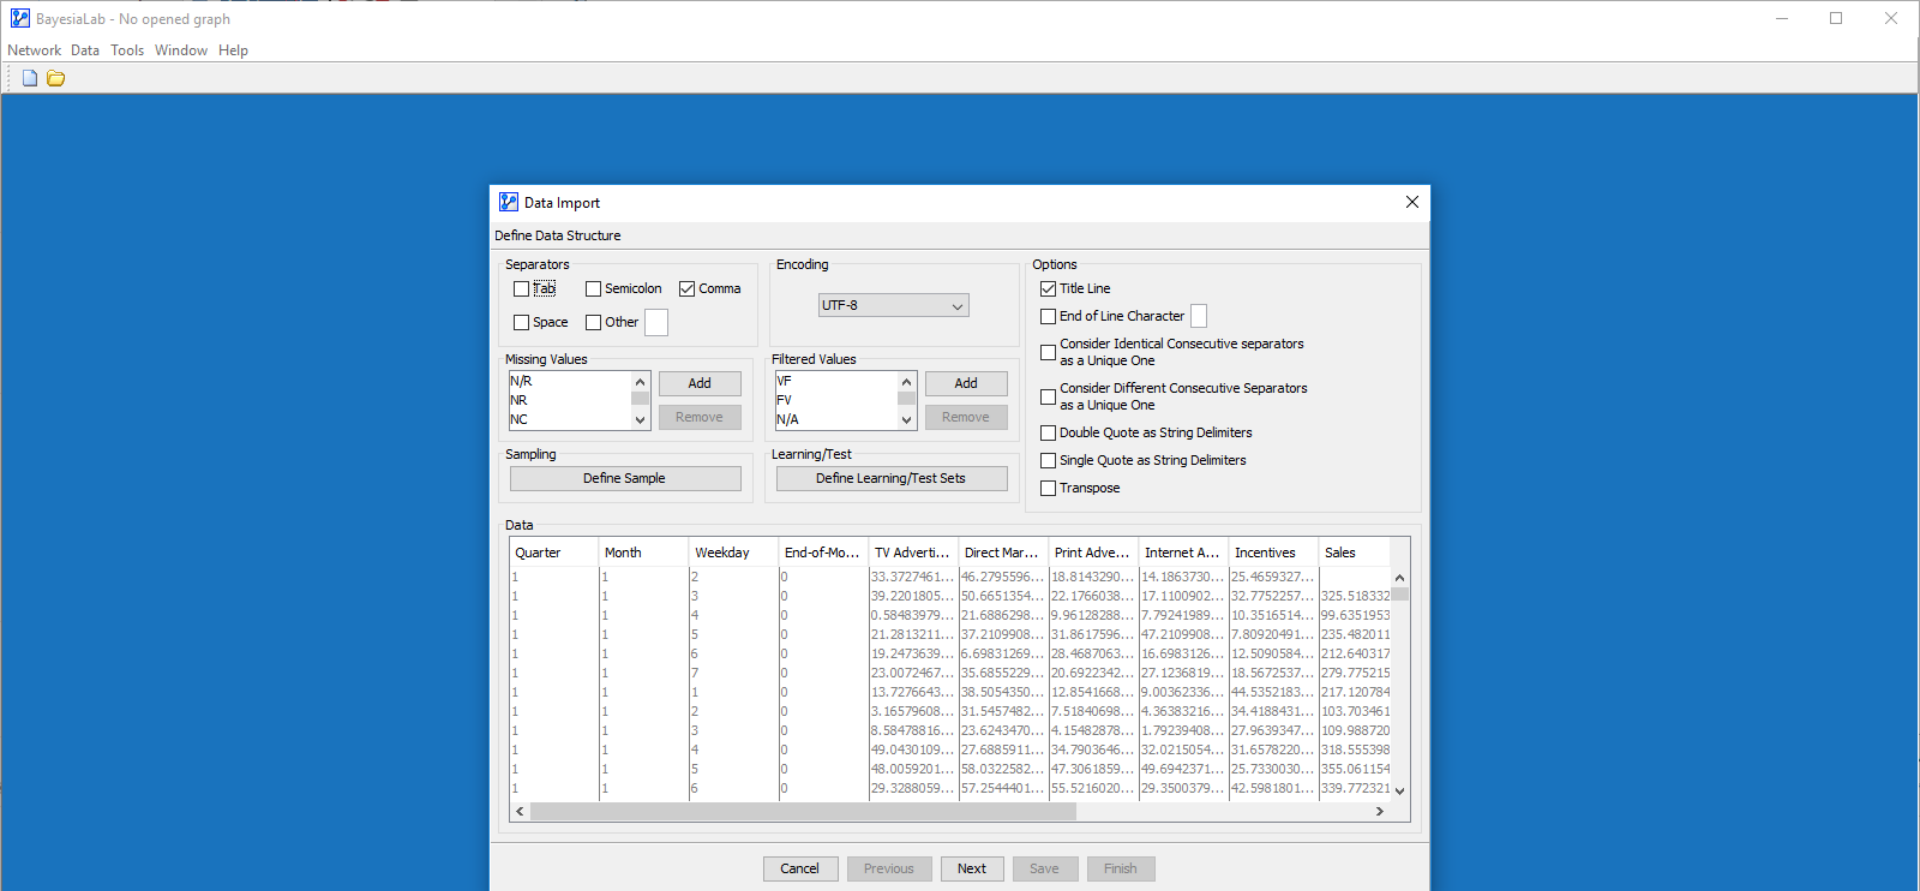 BayesiaLab - No opened graph
Network Data Tools Window Help
Data Import
Define Data Structure
Separators
Tab Semicolon Comma
Space Other
Encoding
UTF-8
Options
Title Line
End of Line Character
Consider Identical Consecutive separators
as a Unique One
Consider Different Consecutive Separators
as a Unique One
Double Quote as String Delimiters
Single Quote as String Delimiters
Transpose
Missing Values
N/R
NR
NC
Add
Remove
Filtered Values
VF
FV
N/A
Add
Remove
Sampling
Define Sample
Learning/Test
Define Learning/Test Sets
Data
Quarter Month Weekday End-of-Mo... TV Adverti... Direct Mar... Print Adve... Internet A... Incentives Sales
1 1 2 0 33.3727461... 46.2795596... 18.8143290... 14.1863730... 25.4659327...
1 1 3 0 39.2201805... 50.6651354... 22.1766038... 17.1100902... 32.7752257... 325.518332
1 1 4 0 0.58483979... 21.6886298... 9.96128288... 7.79241989... 10.3516514... 99.6351953
1 1 5 0 21.2813211... 37.2109908... 31.8617596... 47.2109908... 7.80920491... 235.482011
1 1 6 0 19.2473639... 6.69831269... 28.4687063... 16.6983126... 12.5090584... 212.640317
1 1 7 0 23.0072467... 35.6855229... 20.6922342... 27.1236819... 18.5672537... 279.775215
1 1 1 0 13.7276643... 38.5054350... 12.8541668... 9.00362336... 44.5352183... 217.120784
1 1 2 0 3.16579608... 31.5457482... 7.51840698... 4.36383216... 34.4188431... 103.703461
1 1 3 0 8.58478816... 23.6243470... 4.15482878... 1.79239408... 27.9639347... 109.988720
1 1 4 0 49.0430109... 27.6885911... 34.7903646... 32.0215054... 31.6578220... 318.555398
1 1 5 0 48.0059201... 58.0322582... 47.3061859... 49.6942371... 25.7330030... 355.061154
1 1 6 0 29.3288059... 57.2544401... 55.5216020... 29.3500379... 42.5981801... 339.772321
Cancel Previous Next Save Finish